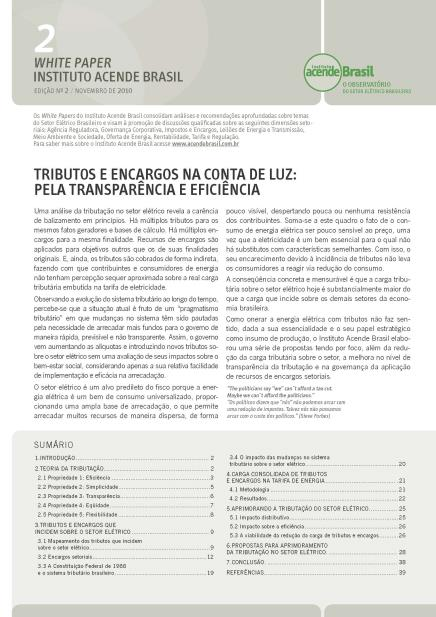 2
WHITE PAPER
INSTITUTO ACENDE BRASIL
EDIÇÃO Nº 2 / NOVEMBRO DE 2010
instituto
acende Brasil
O OBSERVATÓRIO
DO SETOR ELÉTRICO BRASILEIRO
Os White Papers do Instituto Acende Brasil consolidam análises e recomendações aprofundadas sobre temas
do Setor Elétrico Brasileiro e visam à promoção de discussões qualificadas sobre as seguintes dimensões seto-
riais: Agência Reguladora, Governança Corporativa, Impostos e Encargos, Leilões de Energia e Transmissão,
Meio Ambiente e Sociedade, Oferta de Energia, Rentabilidade, Tarifa e Regulação.
Para saber mais sobre o Instituto Acende acesse www.acendebrasil.com.br
TRIBUTOS E ENCARGOS NA CONTA DE LUZ:
PELA TRANSPARÊNCIA E EFICIÊNCIA
Uma análise da tributação no setor elétrico revela a carência
de balizamento em princípios. Há múltiplos tributos para os
mesmos fatos geradores e bases de cálculo. Há múltiplos en-
cargos para a mesma finalidade. Recursos de encargos são
aplicados para objetivos outros que os de suas finalidades
originais. E, ainda, os tributos são cobrados de forma indireta,
fazendo com que contribuintes e consumidores de energia
não tenham percepção sequer aproximada sobre a real carga
tributária embutida na tarifa de eletricidade.
Observando a evolução do sistema tributário ao longo do tempo,
percebe-se que a situação atual é fruto de um "pragmatismo
tributário" em que mudanças no sistema têm sido pautadas
pela necessidade de arrecadar mais fundos para o governo de
maneira rápida, previsível e não transparente. Assim, o governo
vem aumentando as alíquotas e introduzindo novos tributos so-
bre o setor elétrico sem uma avaliação de seus impactos sobre o
bem-estar social, considerando apenas a sua relativa facilidade
de implementação e eficácia na arrecadação.
O setor elétrico é um alvo predileto do fisco porque a ener-
gia elétrica é um bem de consumo universalizado, propor-
cionando uma ampla base de arrecadação, o que permite
arrecadar muitos recursos de maneira dispersa, de forma
pouco visível, despertando pouca ou nenhuma resistência
dos contribuintes. Soma-se a este quadro o fato de o con-
sumo de energia elétrica ser pouco sensível ao preço, uma
vez que a eletricidade é um bem essencial para o qual não
há substitutos com características semelhantes. Com isso, o
seu encarecimento devido à incidência de tributos não leva
os consumidores a reagir via redução do consumo.
A consequência concreta e mensurável é que a carga tribu-
tária sobre o setor elétrico hoje é substancialmente maior do
que a carga que incide sobre os demais setores da econo-
mia brasileira.
Como onerar a energia elétrica com tributos não faz sen-
tido, dada a sua essencialidade e o seu papel estratégico
como insumo de produção, o Instituto Acende Brasil elabo-
rou uma série de propostas tendo por foco, além da redu-
ção da carga tributária sobre o setor, a melhora no nível de
transparência da tributação e na governança da aplicação
de recursos de encargos setoriais.
"The politicians say "we" can't afford a tax cut.
Maybe we can't afford the politicians."
"Os políticos dizem que "nós" não podemos arcar com
uma redução de impostos. Talvez nós não possamos
arcar com o custo dos políticos." (Steve Forbes)
SUMÁRIO
1.INTRODUÇÃO 2
2.TEORIA DA TRIBUTAÇÃO 2
2.1 Propriedade 1: Eficiência 3
2.2 Propriedade 2: Simplicidade 5
2.3 Propriedade 3: Transparência 6
2.4 Propriedade 4: Eqüidade 7
2.5 Propriedade 5: Flexibilidade 8
3.TRIBUTOS E ENCARGOS QUE
INCIDEM SOBRE O SETOR ELÉTRICO 9
3.1 Mapeamento dos tributos que incidem
sobre o setor elétrico 9
3.2 Encargos setoriais 12
3.3 A Constituição Federal de 1988
e o sistema tributário brasileiro 19
3.4 O impacto das mudanças no sistema
tributário sobre o setor elétrico 20
4.CARGA CONSOLIDADA DE TRIBUTOS
E ENCARGOS NA TARIFA DE ENERGIA 21
4.1 Metodologia 21
4.2 Resultados 22
5.APRIMORANDO A TRIBUTAÇÃO DO SETOR ELÉTRICO 25
5.1 Impacto distributivo 25
5.2 Impacto sobre a eficiência 26
5.3 A viabilidade da redução da carga de tributos e encargos 26
6.PROPOSTAS PARA APRIMORAMENTO
DA TRIBUTAÇÃO NO SETOR ELÉTRICO 28
7.CONCLUSÃO 38
REFERÊNCIAS 39